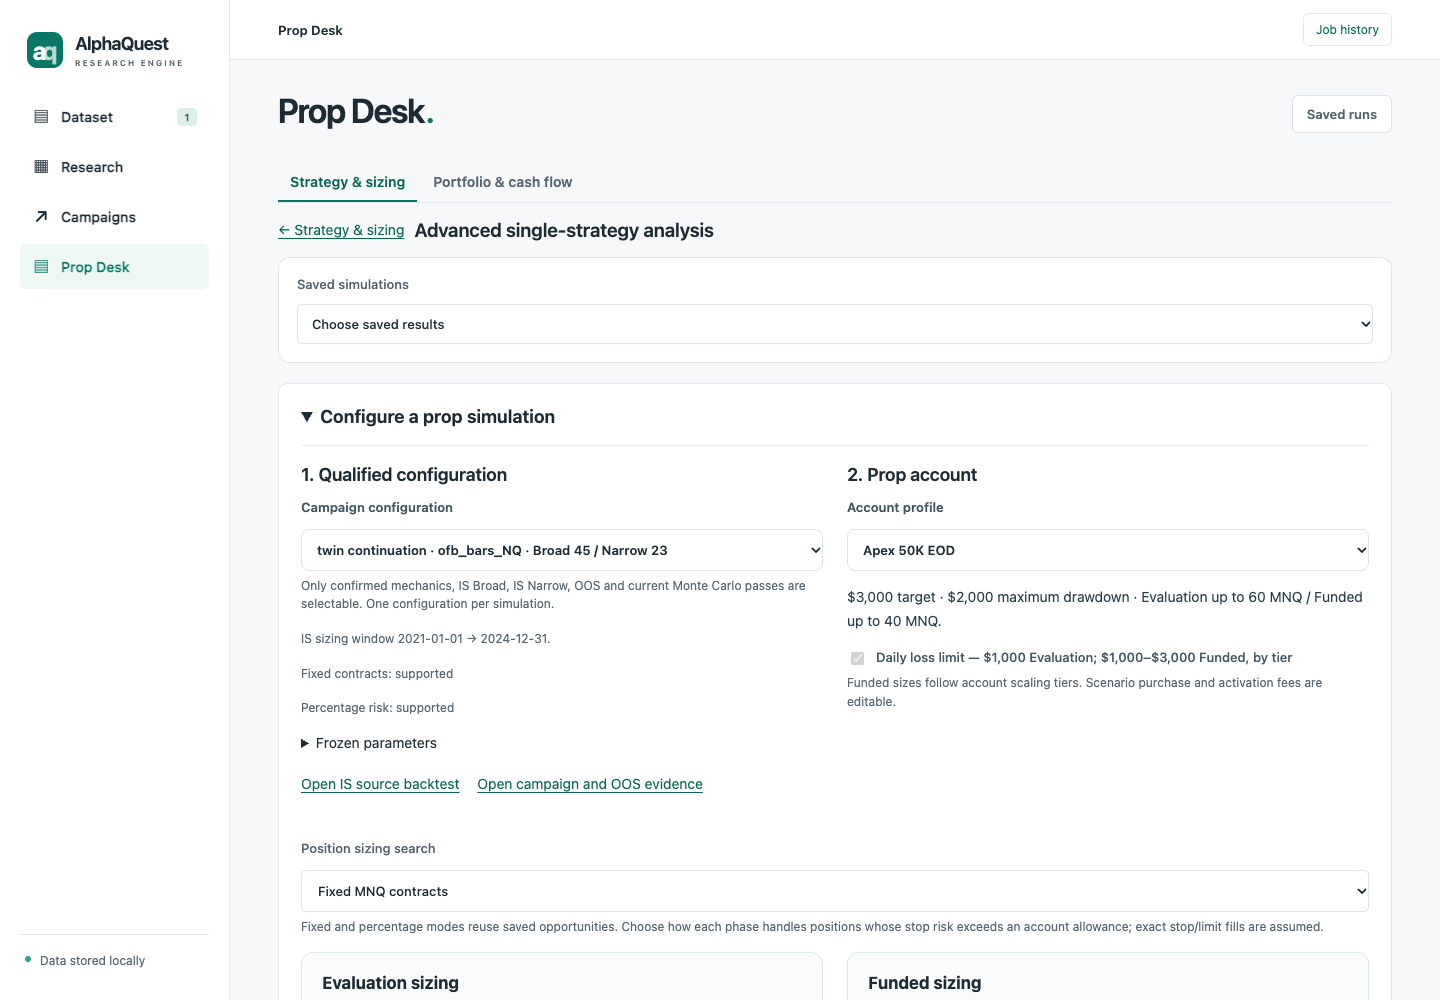 aq
AlphaQuest
RESEARCH ENGINE
Dataset
1
Research
Campaigns
Prop Desk
Data stored locally
Prop Desk
Job history
Prop Desk.
Saved runs
Strategy & sizing
Portfolio & cash flow
← Strategy & sizing
Advanced single-strategy analysis
Saved simulations
Choose saved results
▼ Configure a prop simulation
1. Qualified configuration
Campaign configuration
twin continuation · ofb_bars_NQ · Broad 45 / Narrow 23
Only confirmed mechanics, IS Broad, IS Narrow, OOS and current Monte Carlo passes are
selectable. One configuration per simulation.
IS sizing window 2021-01-01 → 2024-12-31.
Fixed contracts: supported
Percentage risk: supported
▶ Frozen parameters
Open IS source backtest
Open campaign and OOS evidence
2. Prop account
Account profile
Apex 50K EOD
$3,000 target · $2,000 maximum drawdown · Evaluation up to 60 MNQ / Funded
up to 40 MNQ.
Daily loss limit — $1,000 Evaluation; $1,000–$3,000 Funded, by tier
Funded sizes follow account scaling tiers. Scenario purchase and activation fees are
editable.
Position sizing search
Fixed MNQ contracts
Fixed and percentage modes reuse saved opportunities. Choose how each phase handles positions whose stop risk exceeds an account allowance; exact stop/limit fills are assumed.
Evaluation sizing
Funded sizing